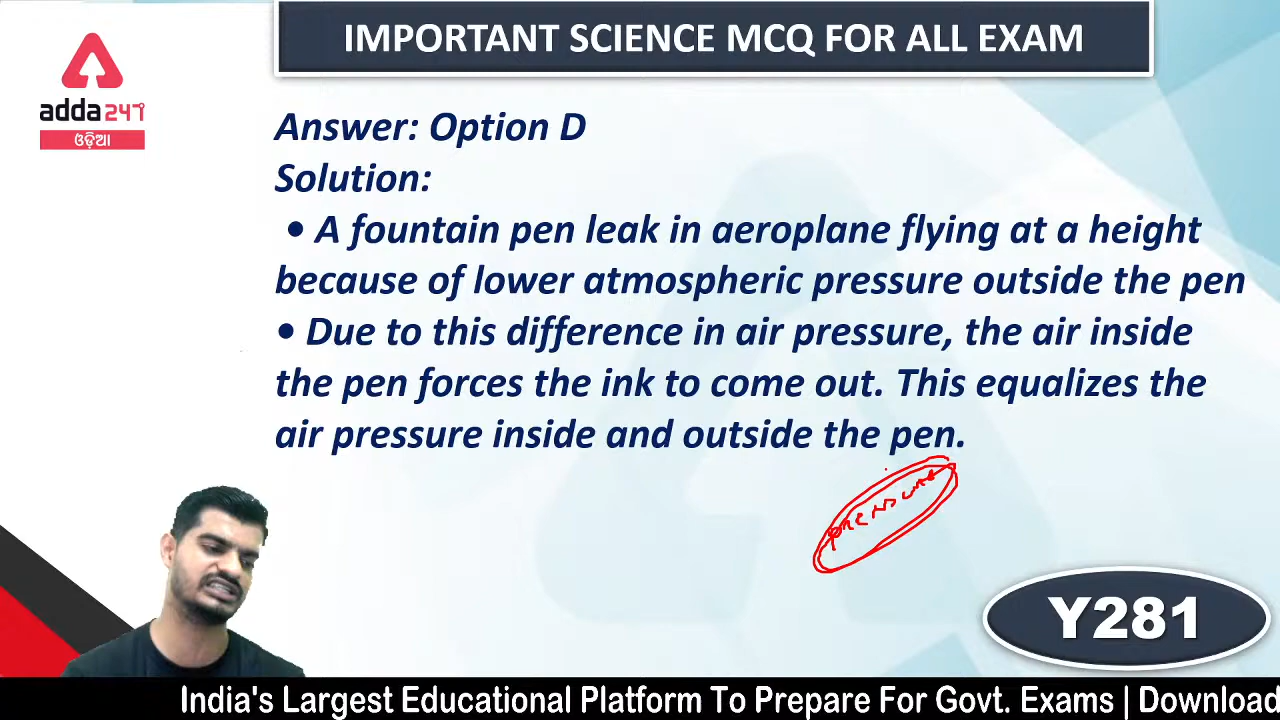 IMPORTANT SCIENCE MCQ FOR ALL EXAM
adda247
ଓଡ଼ିଆ
Answer: Option D
Solution:
• A fountain pen leak in aeroplane flying at a height
because of lower atmospheric pressure outside the pen
• Due to this difference in air pressure, the air inside
the pen forces the ink to come out. This equalizes the
air pressure inside and outside the pen.
pressure
Y281
India's Largest Educational Platform To Prepare For Govt. Exams | Download